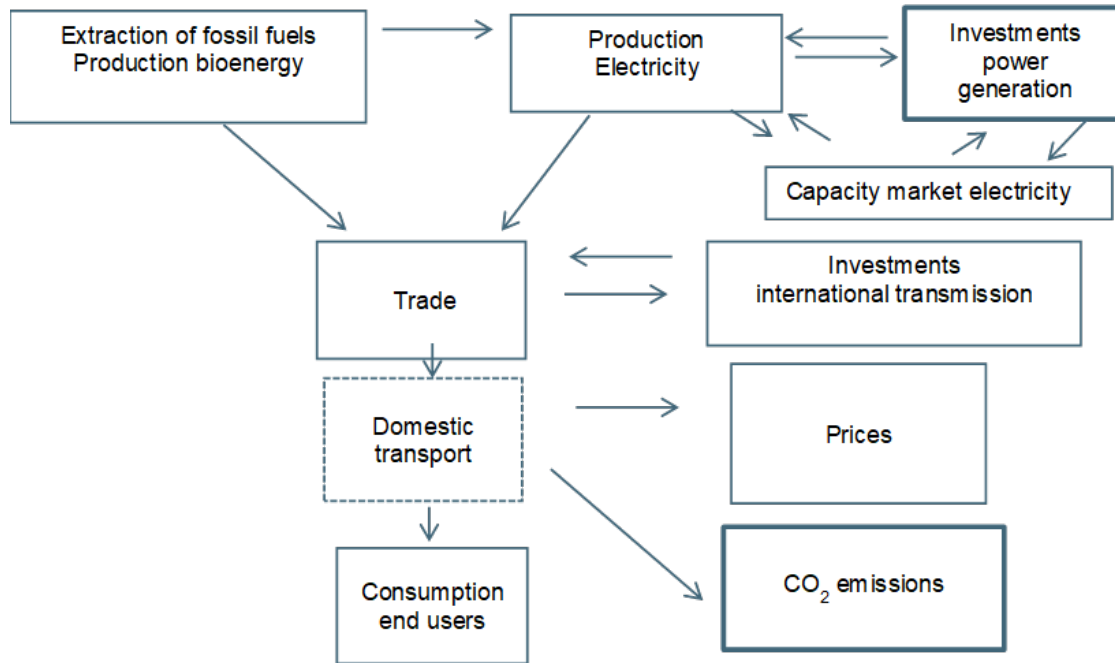 Extraction of fossil fuels
Production bioenergy
Production
Electricity
Investments
power
generation
Capacity market electricity
Trade
Investments
international transmission
Domestic
transport
Prices
Consumption
end users
CO₂ emissions